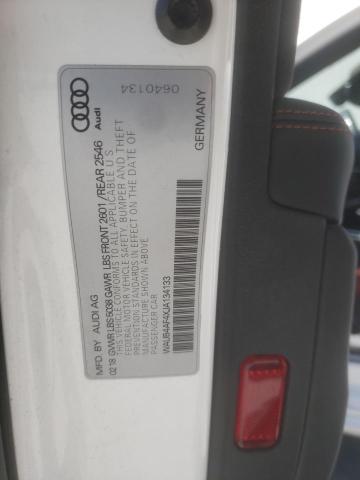 MFD. BY: AUDI AG
02 18 GVWR LBS 5038 GAWR LBS FRONT 2601 / REAR 2546
THIS VEHICLE CONFORMS TO ALL APPLICABLE U S
FEDERAL MOTOR VEHICLE SAFETY, BUMPER AND THEFT
PREVENTION STANDARDS IN EFFECT ON THE DATE OF
MANUFACTURE SHOWN ABOVE
PASSENGER CAR
WAUB4AF4XJA134133
Audi
0640134
GERMANY